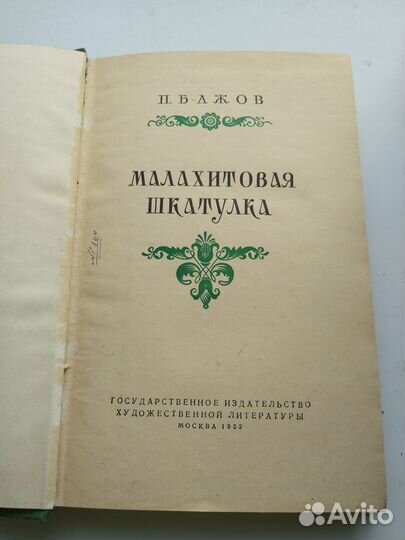 П. БАЖОВ
МАЛАХИТОВАЯ
ШКАТУЛКА
ГОСУДАРСТВЕННОЕ ИЗДАТЕЛЬСТВО
ХУДОЖЕСТВЕННОЙ ЛИТЕРАТУРЫ
МОСКВА 1952
Avito